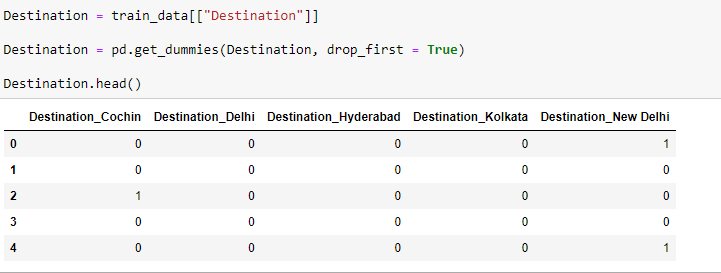 Destination = train_data[["Destination"]]
Destination = pd.get_dummies(Destination, drop_first = True)
Destination.head()
Destination_Cochin Destination_Delhi Destination_Hyderabad Destination_Kolkata Destination_New Delhi
0 0 0 0 0 1
1 0 0 0 0 0
2 1 0 0 0 0
3 0 0 0 0 0
4 0 0 0 0 1